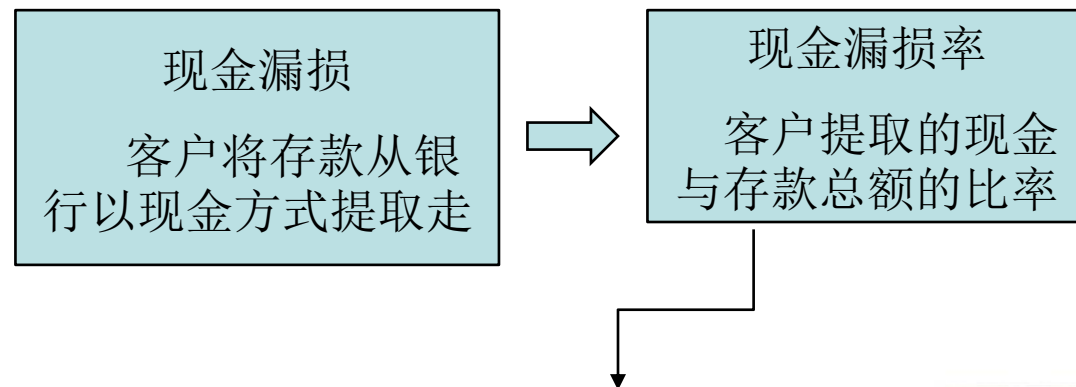 现金漏损
客户将存款从银
行以现金方式提取走
现金漏损率
客户提取的现金
与存款总额的比率